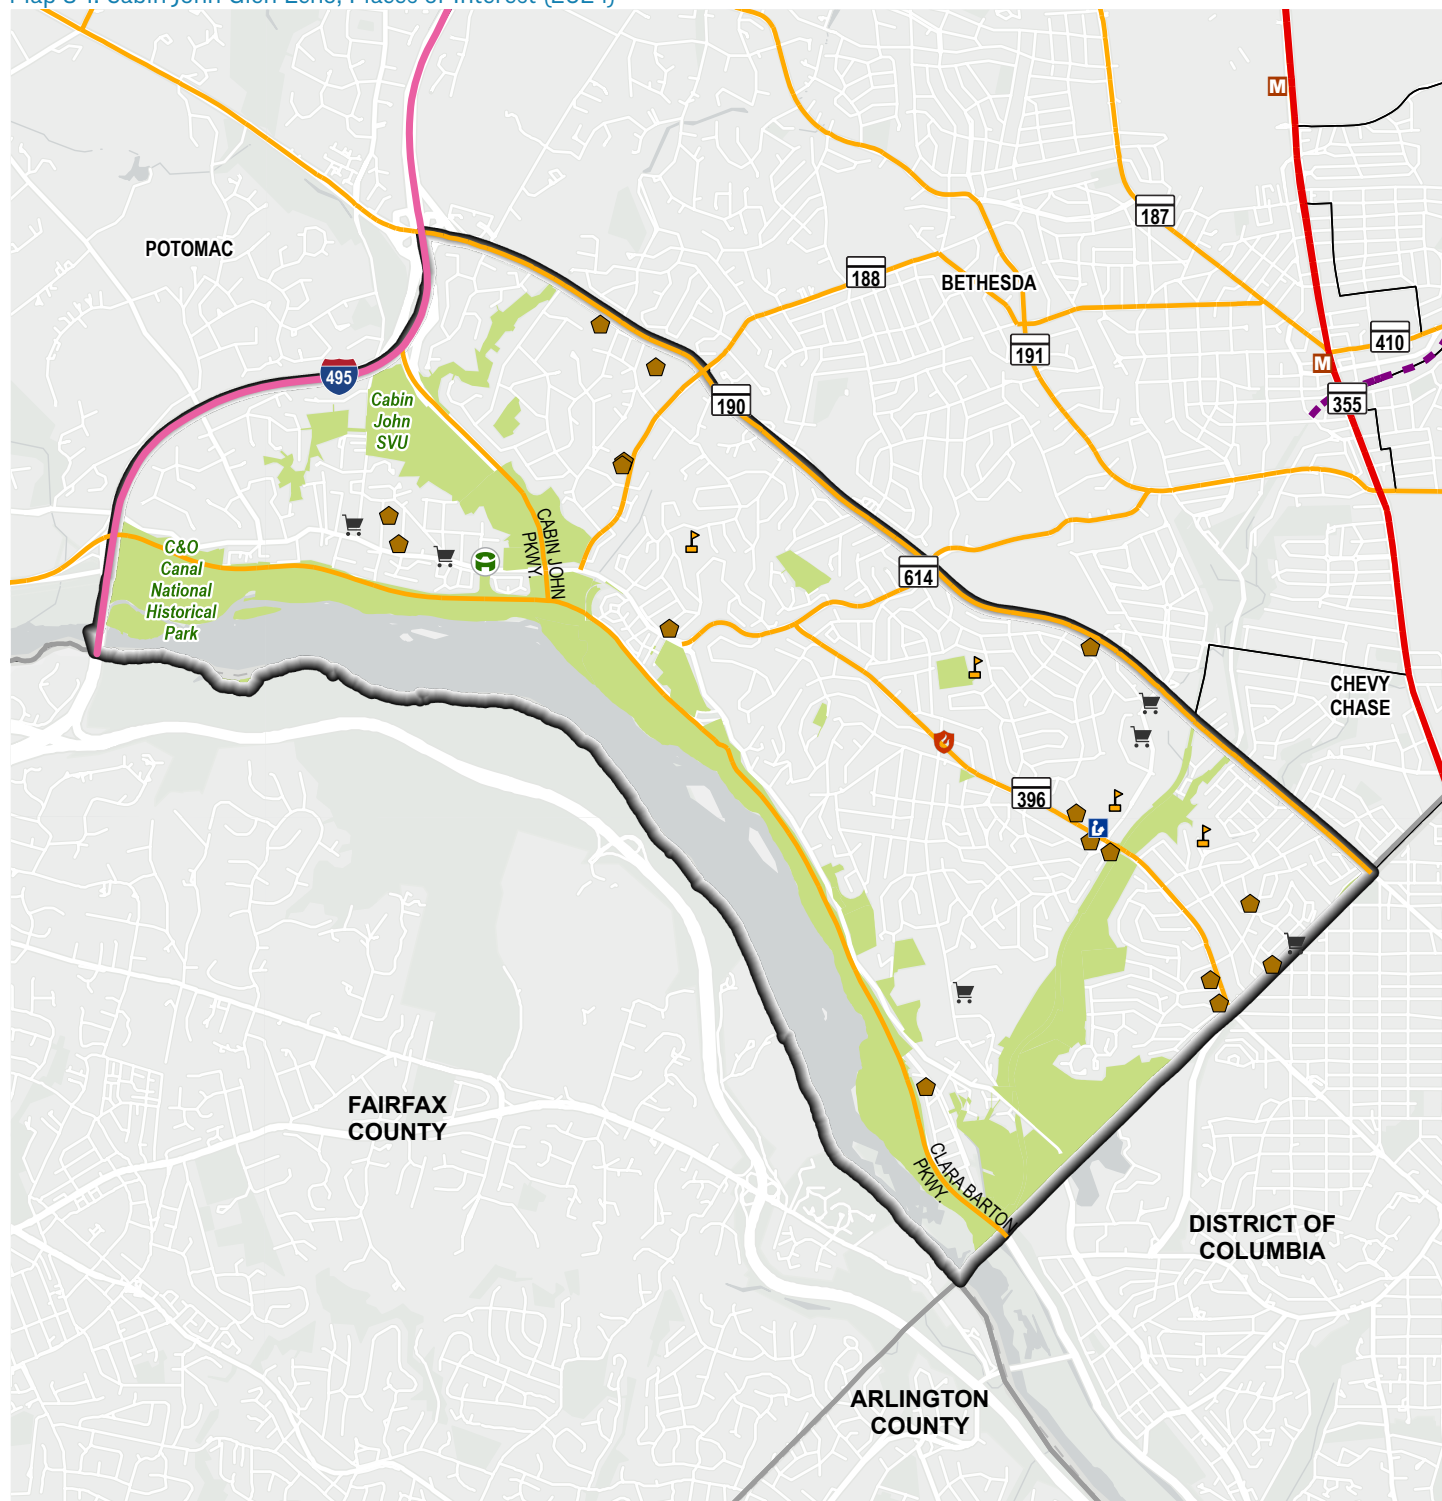 M
187
POTOMAC
188
BETHESDA
410
191
M
495
190
355
Cabin
John
SVU
CABIN JOHN
PKWY.
C&O
Canal
National
Historical
Park
614
CHEVY
CHASE
396
FAIRFAX
COUNTY
CLARA BARTON
PKWY.
DISTRICT OF
COLUMBIA
ARLINGTON
COUNTY